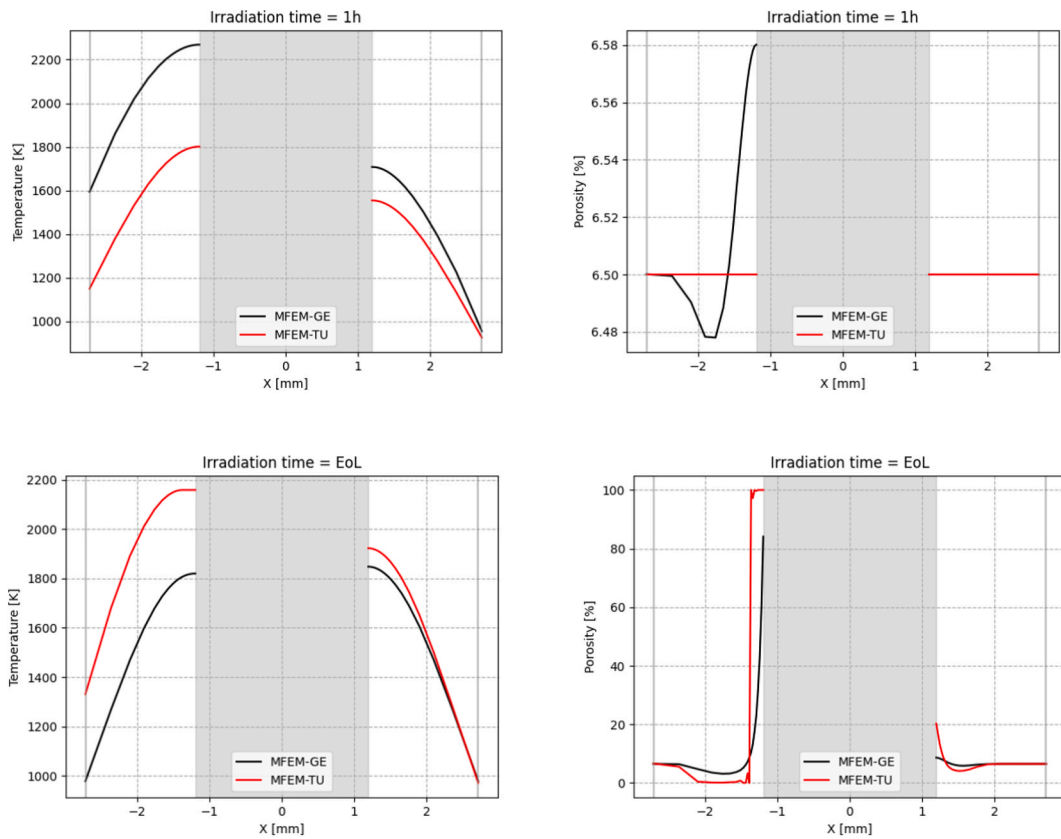 Irradiation time = 1h
Temperature [K]
2200
2000
1800
1600
1400
1200
1000
MFEM-GE
MFEM-TU
−2 −1 0 1 2
X [mm]
Irradiation time = 1h
Porosity [%]
6.58
6.56
6.54
6.52
6.50
6.48
MFEM-GE
MFEM-TU
−2 −1 0 1 2
X [mm]
Irradiation time = EoL
Temperature [K]
2200
2000
1800
1600
1400
1200
1000
MFEM-GE
MFEM-TU
−2 −1 0 1 2
X [mm]
Irradiation time = EoL
Porosity [%]
100
80
60
40
20
0
MFEM-GE
MFEM-TU
−2 −1 0 1 2
X [mm]